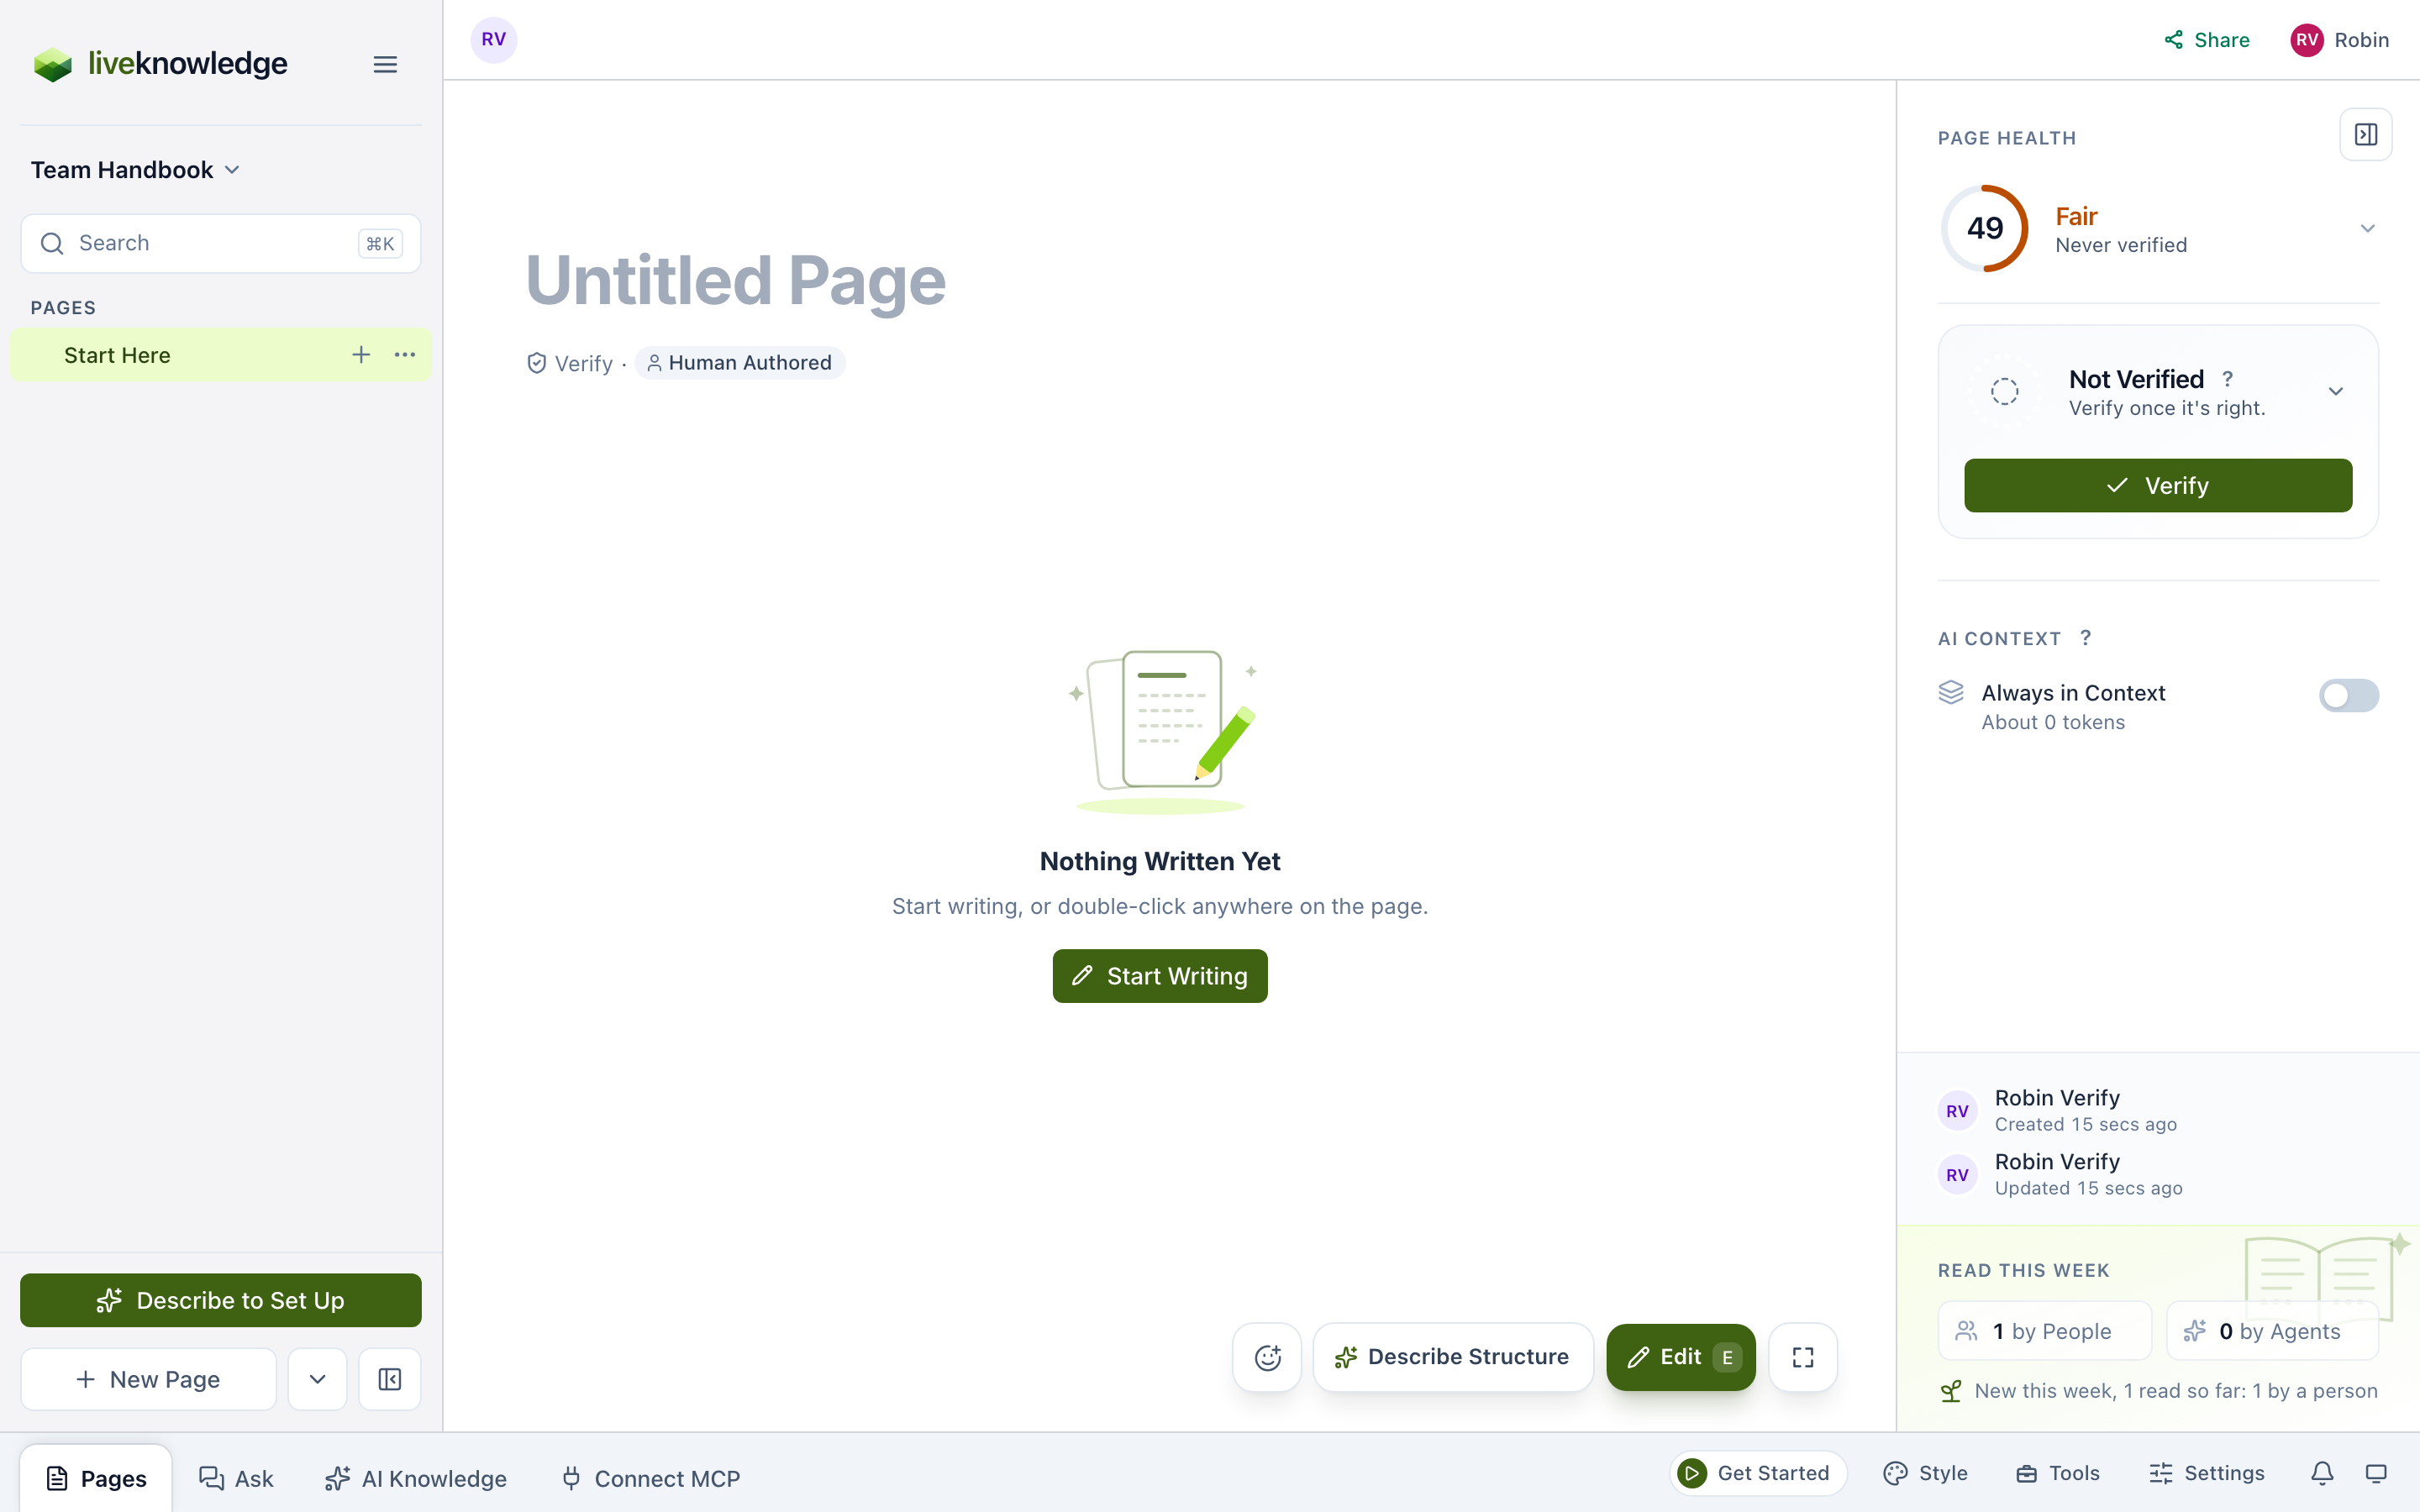 liveknowledge
Team Handbook
Search ⌘K
PAGES
Start Here
Describe to Set Up
New Page
RV
Share
RV Robin
Untitled Page
Verify · Human Authored
Nothing Written Yet
Start writing, or double-click anywhere on the page.
Start Writing
Describe Structure
Edit E
PAGE HEALTH
49
Fair
Never verified
Not Verified ?
Verify once it's right.
Verify
AI CONTEXT ?
Always in Context
About 0 tokens
RV
Robin Verify
Created 15 secs ago
RV
Robin Verify
Updated 15 secs ago
READ THIS WEEK
1 by People
0 by Agents
New this week, 1 read so far: 1 by a person
Pages
Ask
AI Knowledge
Connect MCP
Get Started
Style
Tools
Settings